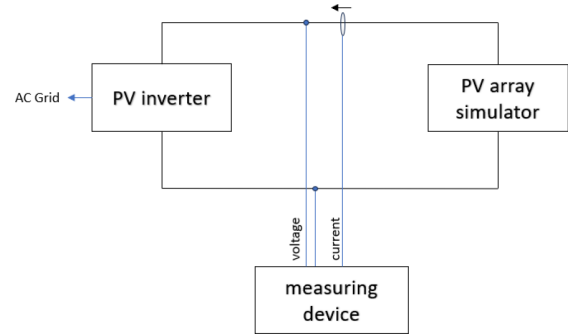 AC Grid
PV inverter
PV array
simulator
voltage
current
measuring
device